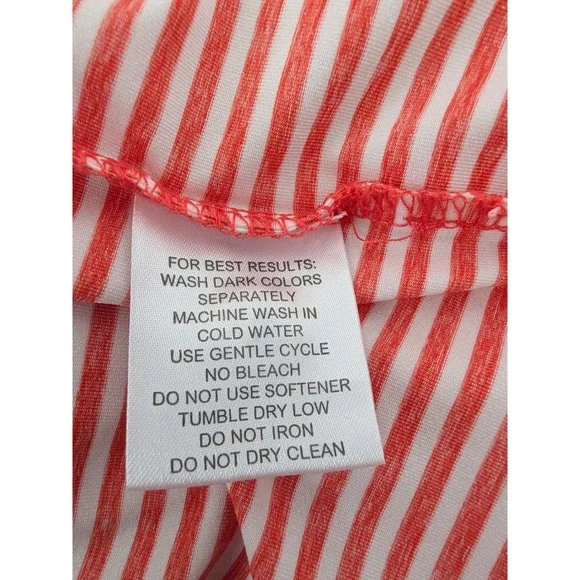 FOR BEST RESULTS:
WASH DARK COLORS
SEPARATELY
MACHINE WASH IN
COLD WATER
USE GENTLE CYCLE
NO BLEACH
DO NOT USE SOFTENER
TUMBLE DRY LOW
DO NOT IRON
DO NOT DRY CLEAN